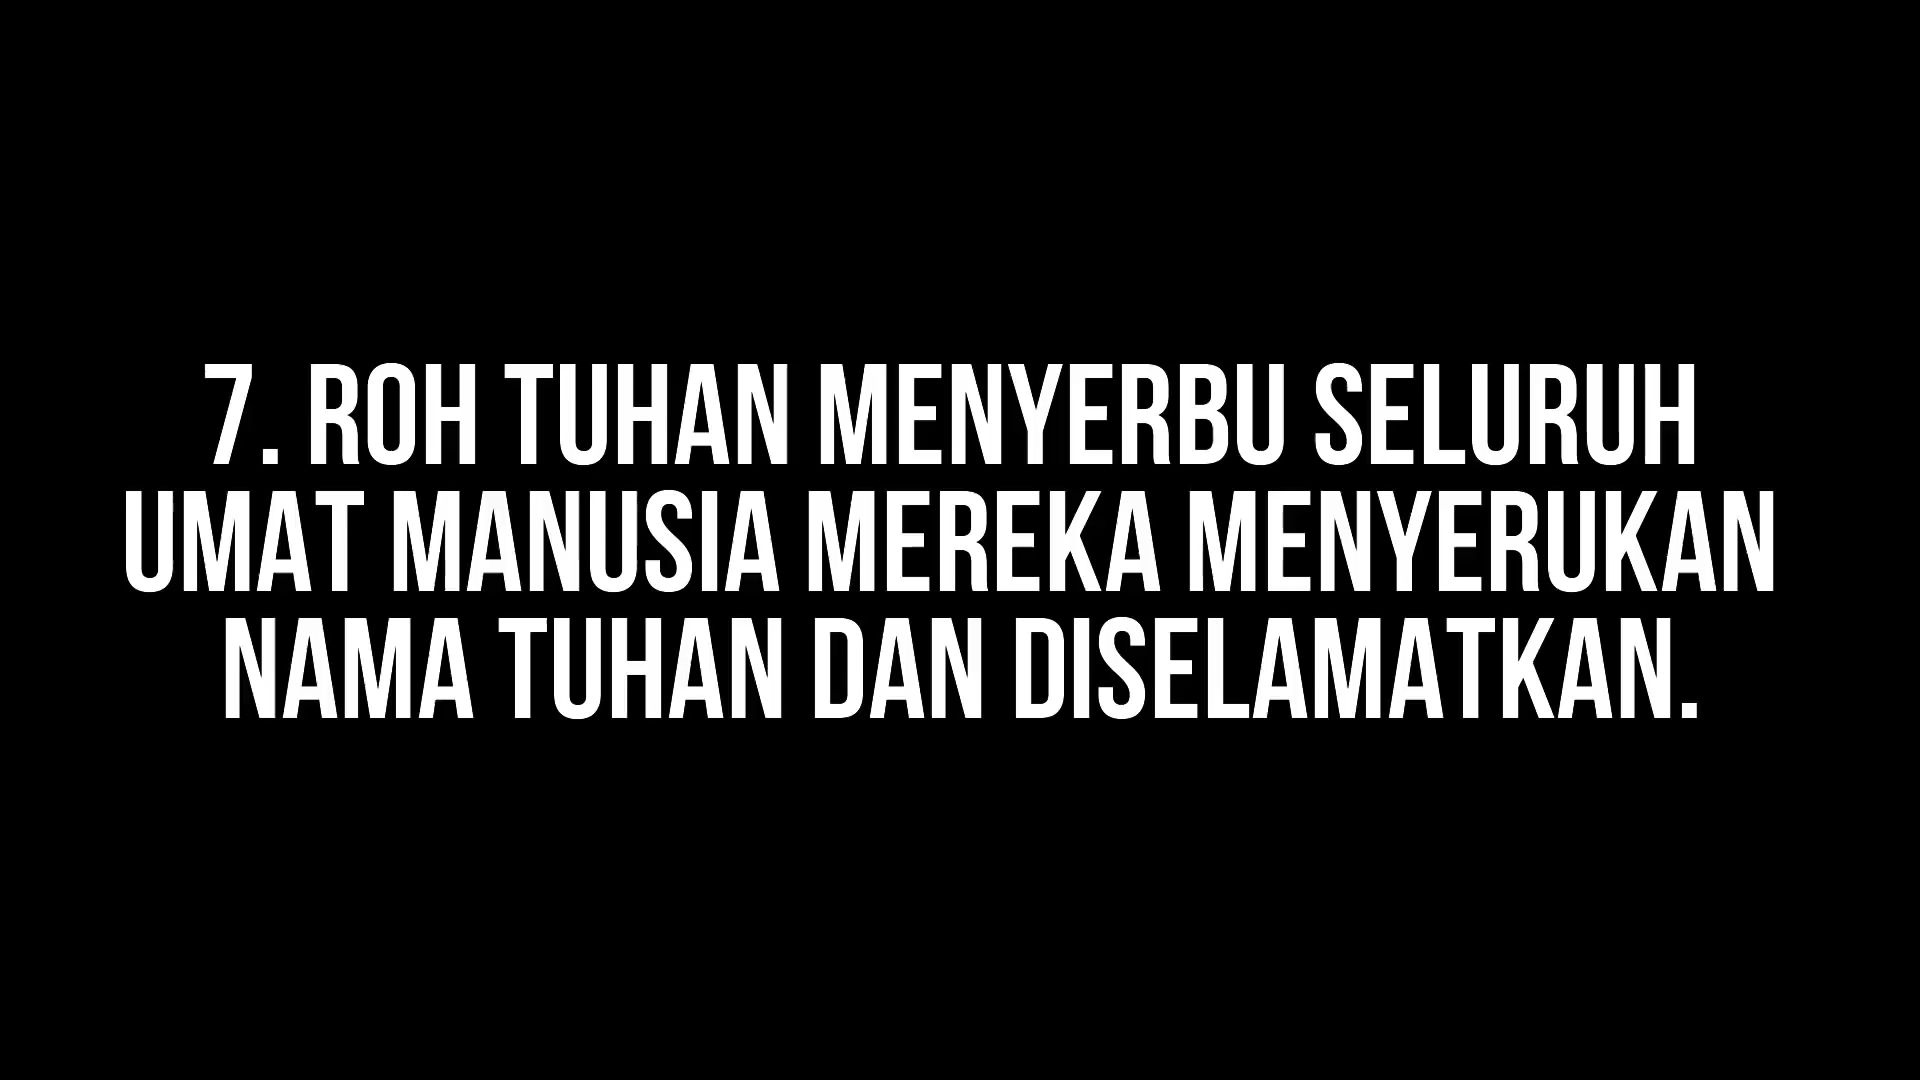 7. ROH TUHAN MENYERBU SELURUH
UMAT MANUSIA MEREKA MENYERUKAN
NAMA TUHAN DAN DISELAMATKAN.